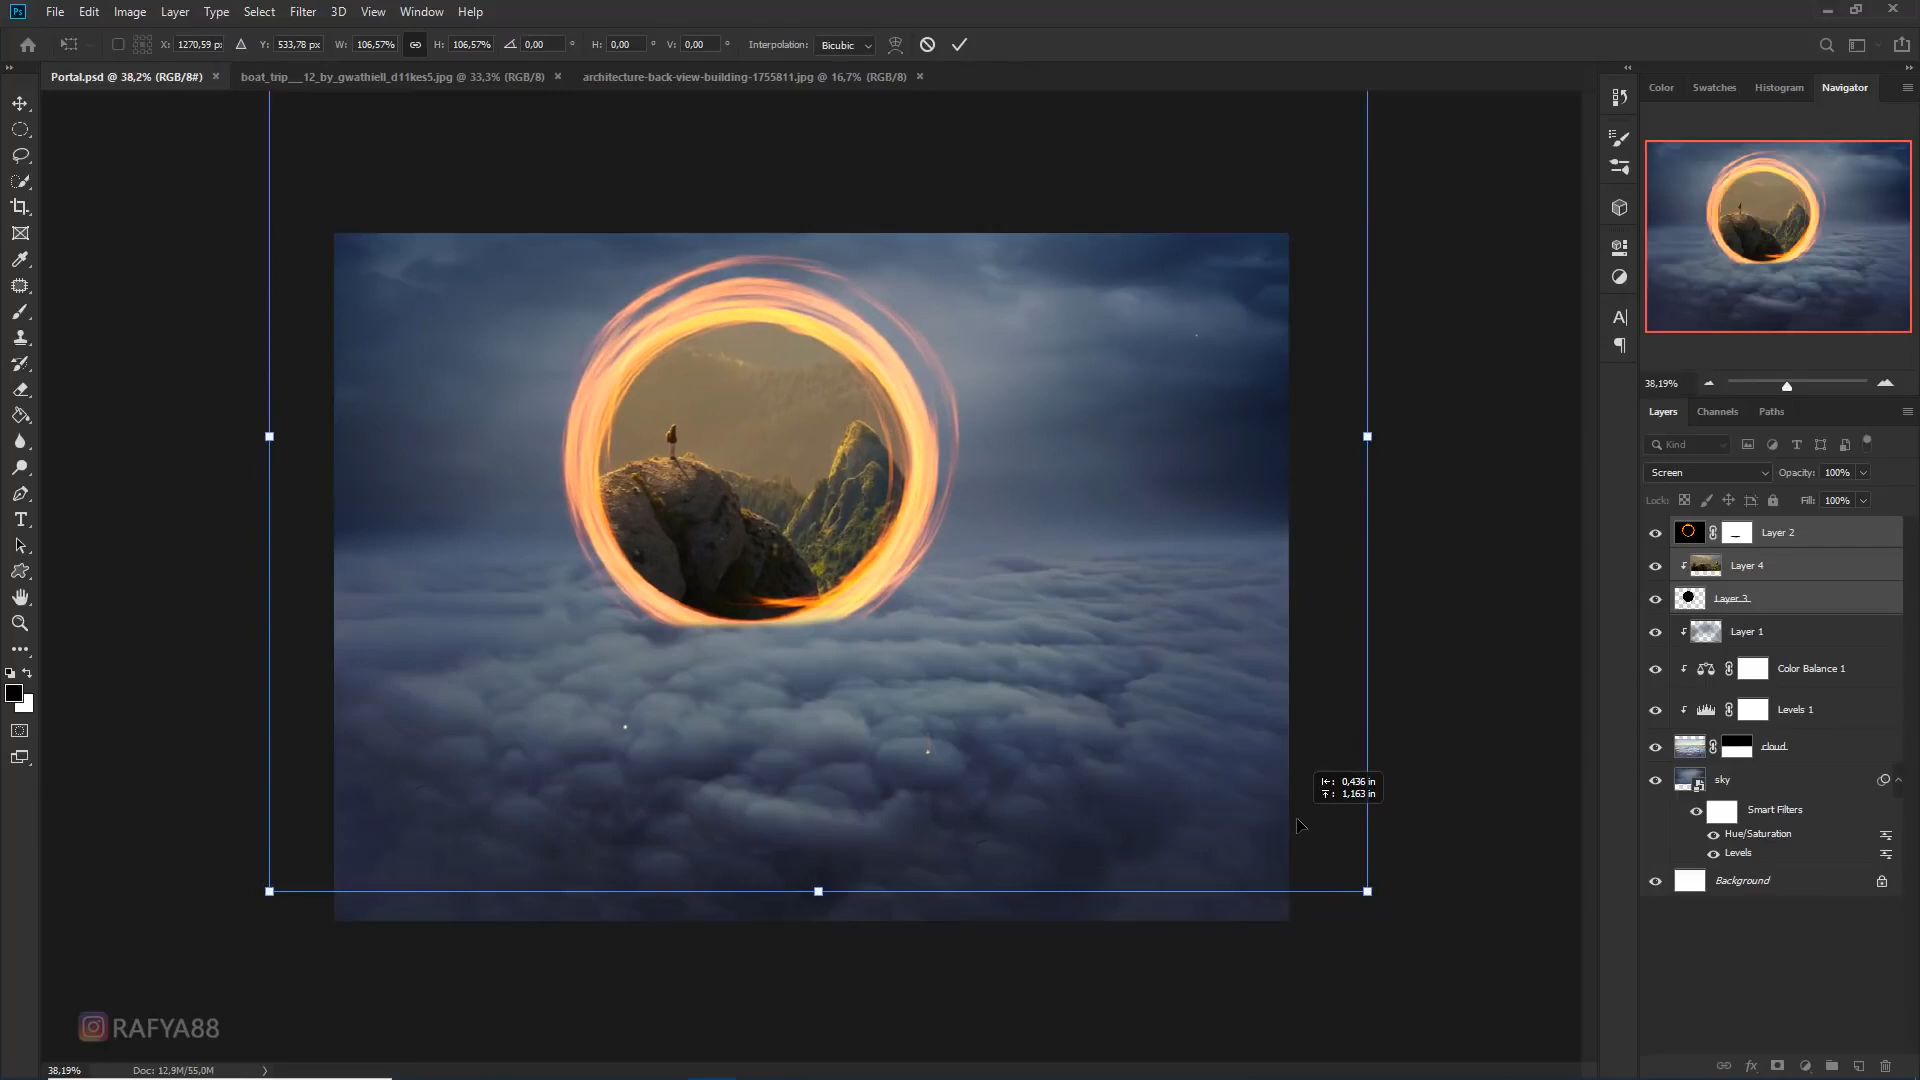 Ps File Edit Image Layer Type Select Filter 3D View Window Help
X: 1270,59 px Y: 533,78 px W: 106,57% H: 106,57% 0,00 ° H: 0,00 ° V: 0,00 ° Interpolation: Bicubic
Portal.psd @ 38,2% (RGB/8#) × boat_trip___12_by_gwathiell_d11kes5.jpg @ 33,3% (RGB/8) × architecture-back-view-building-1755811.jpg @ 16,7% (RGB/8) ×
Color Swatches Histogram Navigator
38,19%
Layers Channels Paths
Kind
Screen Opacity: 100%
Lock: Fill: 100%
Layer 2
Layer 4
Layer 3
Layer 1
Color Balance 1
Levels 1
cloud
sky
Smart Filters
Hue/Saturation
Levels
Background
: 0,436 in
: 1,163 in
RAFYA88
38,19% Doc: 12,9M/55,0M